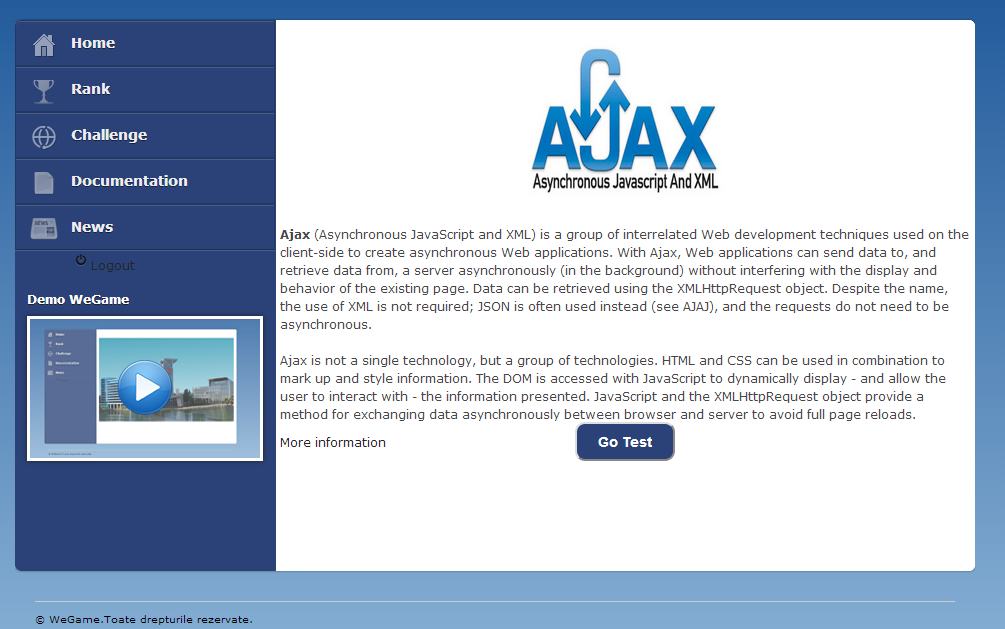 Home
Rank
Challenge
Documentation
NEWS
News
Logout
Demo WeGame
Home
Rank
Challenge
Documentation
News
AJAX
Asynchronous Javascript And XML
Ajax (Asynchronous JavaScript and XML) is a group of interrelated Web development techniques used on the
client-side to create asynchronous Web applications. With Ajax, Web applications can send data to, and
retrieve data from, a server asynchronously (in the background) without interfering with the display and
behavior of the existing page. Data can be retrieved using the XMLHttpRequest object. Despite the name,
the use of XML is not required; JSON is often used instead (see AJAJ), and the requests do not need to be
asynchronous.
Ajax is not a single technology, but a group of technologies. HTML and CSS can be used in combination to
mark up and style information. The DOM is accessed with JavaScript to dynamically display - and allow the
user to interact with - the information presented. JavaScript and the XMLHttpRequest object provide a
method for exchanging data asynchronously between browser and server to avoid full page reloads.
More information
Go Test
© WeGame.Toate drepturile rezervate.